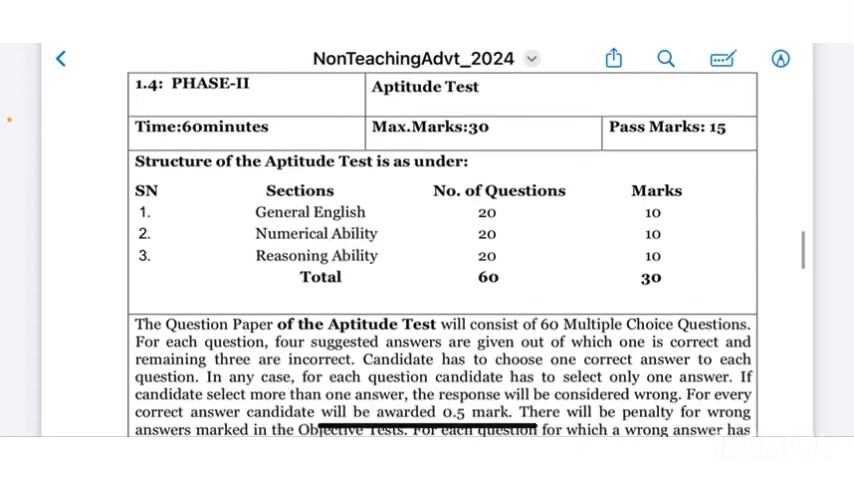 NonTeachingAdvt_2024
1.4: PHASE-II Aptitude Test
Time:60minutes Max.Marks:30 Pass Marks: 15
Structure of the Aptitude Test is as under:
SN Sections No. of Questions Marks
1. General English 20 10
2. Numerical Ability 20 10
3. Reasoning Ability 20 10
Total 60 30
The Question Paper of the Aptitude Test will consist of 60 Multiple Choice Questions.
For each question, four suggested answers are given out of which one is correct and
remaining three are incorrect. Candidate has to choose one correct answer to each
question. In any case, for each question candidate has to select only one answer. If
candidate select more than one answer, the response will be considered wrong. For every
correct answer candidate will be awarded 0.5 mark. There will be penalty for wrong
answers marked in the Objective Tests. For each question for which a wrong answer has